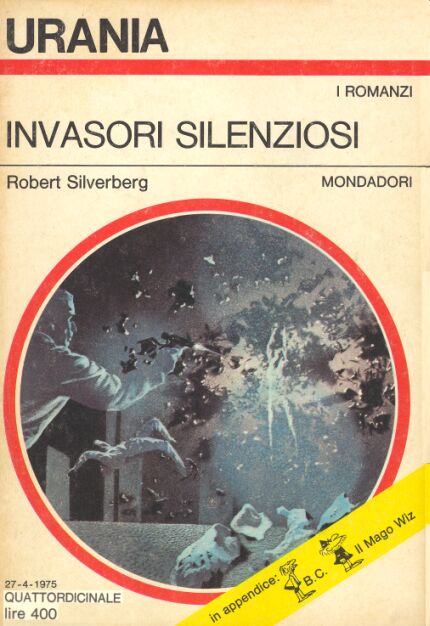 URANIA
I ROMANZI
INVASORI SILENZIOSI
Robert Silverberg
MONDADORI
27-4-1975
QUATTORDICINALE
lire 400
in appendice: B.C. Il Mago Wiz